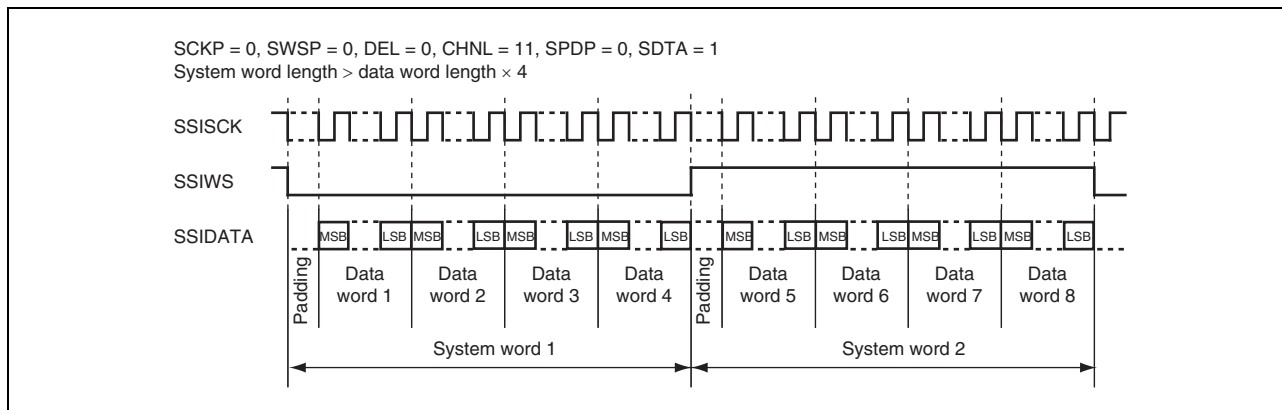 SCKP = 0, SWSP = 0, DEL = 0, CHNL = 11, SPDP = 0, SDTA = 1
System word length > data word length × 4
SSISCK
SSIWS
SSIDATA
MSB LSB MSB LSB MSB LSB MSB LSB MSB LSB MSB LSB MSB LSB MSB LSB
Padding Data word 1 Data word 2 Data word 3 Data word 4 Padding Data word 5 Data word 6 Data word 7 Data word 8
System word 1 System word 2